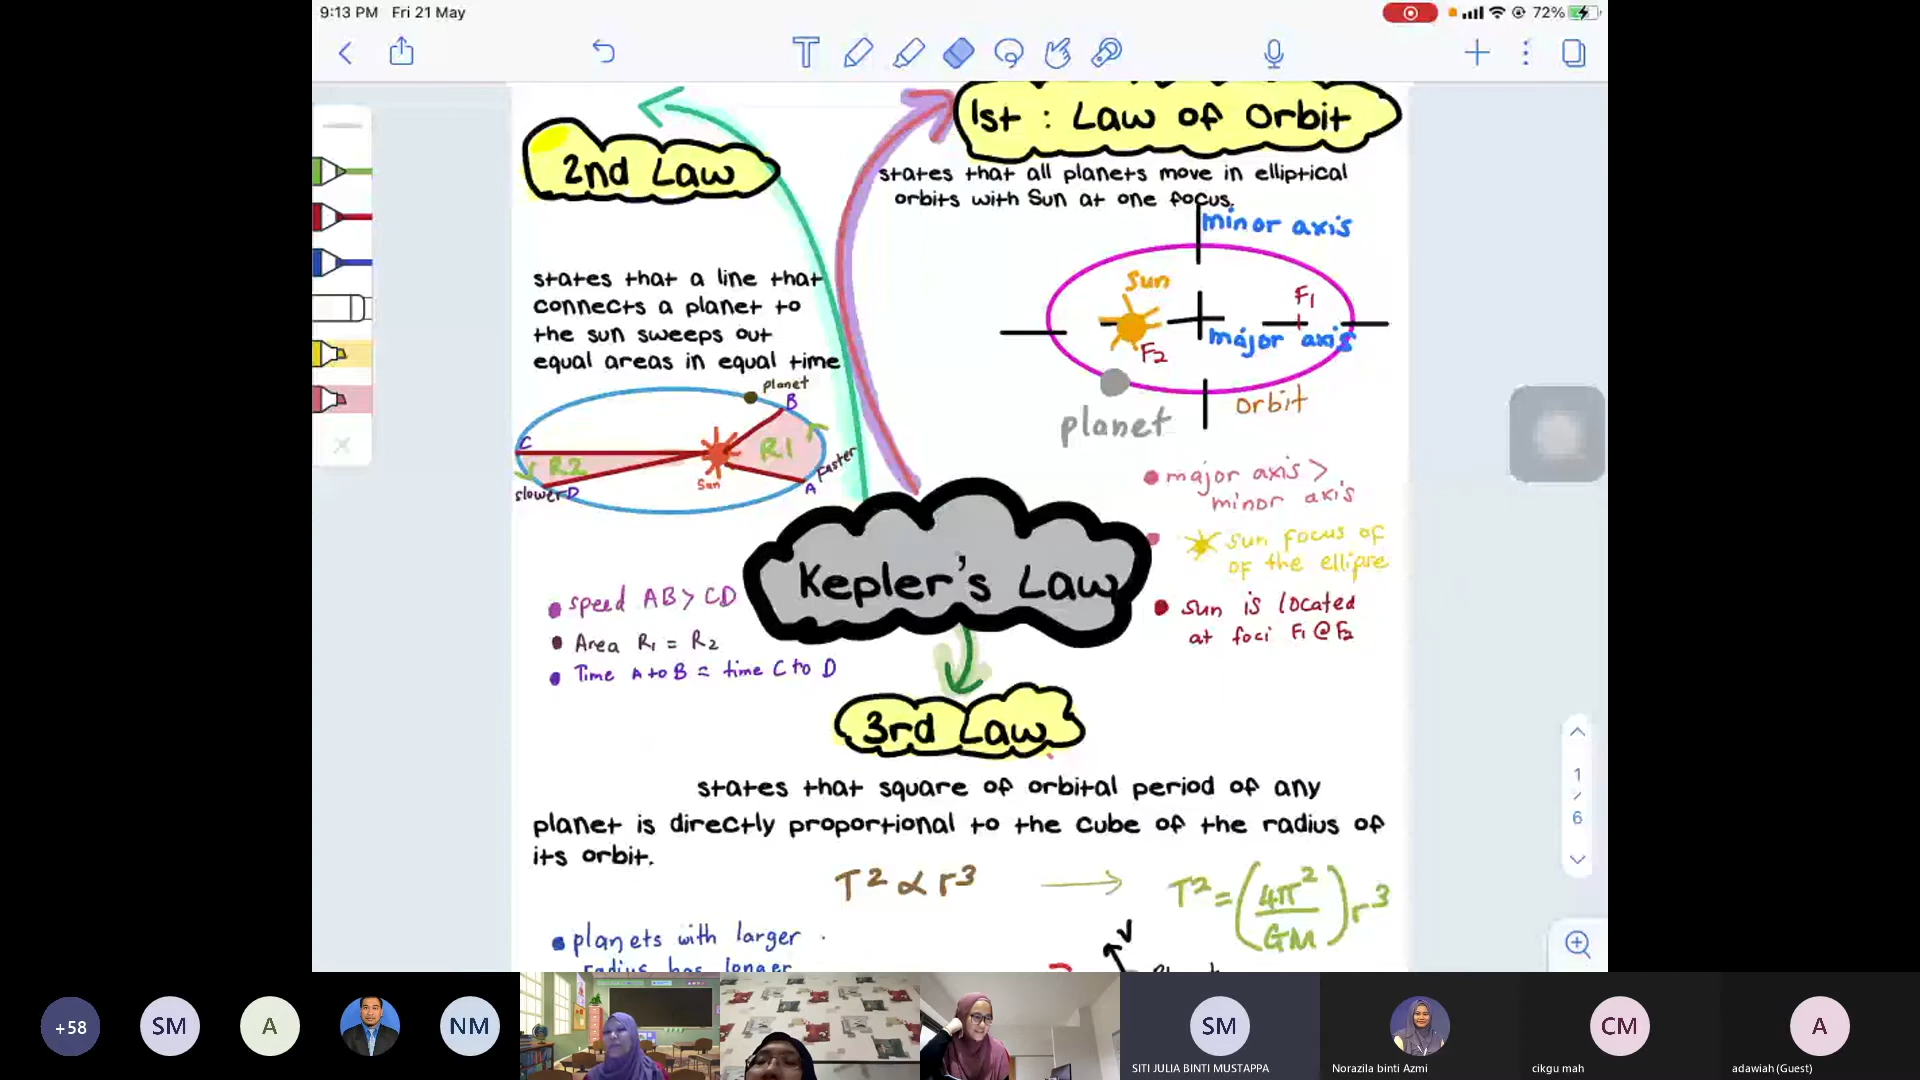 9:13 PM Fri 21 May
72%
1st : Law of Orbit
states that all planets move in elliptical
orbits with Sun at one focus.
minor axis
Sun
F1
major axis
F2
orbit
planet
major axis >
minor axis
sun focus of
of the ellipse
sun is located
at foci F1 @ F2
2nd Law
states that a line that
connects a planet to
the sun sweeps out
equal areas in equal time
planet
B
C
R1
R2
faster
Sun
slower D
A
speed AB > CD
Area R1 = R2
Time A to B = time C to D
Kepler's Law
3rd Law
states that square of orbital period of any
planet is directly proportional to the cube of the radius of
its orbit.
T² ∝ r³ → T² = (4π²/GM) r³
planets with larger
radius has longer
v
1
/
6
+58
SM
A
NM
SM
CM
A
SITI JULIA BINTI MUSTAPPA
Norazila binti Azmi
cikgu mah
adawiah (Guest)